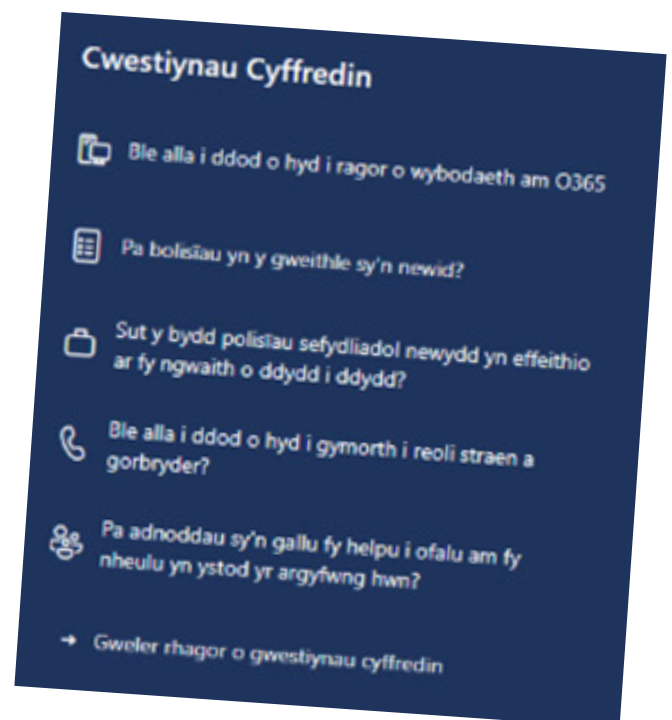 Cwestiynau Cyffredin
Ble alla i ddod o hyd i ragor o wybodaeth am O365
Pa bolisïau yn y gweithle sy'n newid?
Sut y bydd polisïau sefydliadol newydd yn effeithio
ar fy ngwaith o ddydd i ddydd?
Ble alla i ddod o hyd i gymorth i reoli straen a
gorbryder?
Pa adnoddau sy'n gallu fy helpu i ofalu am fy
nheulu yn ystod yr argyfwng hwn?
Gweler rhagor o gwestiynau cyffredin